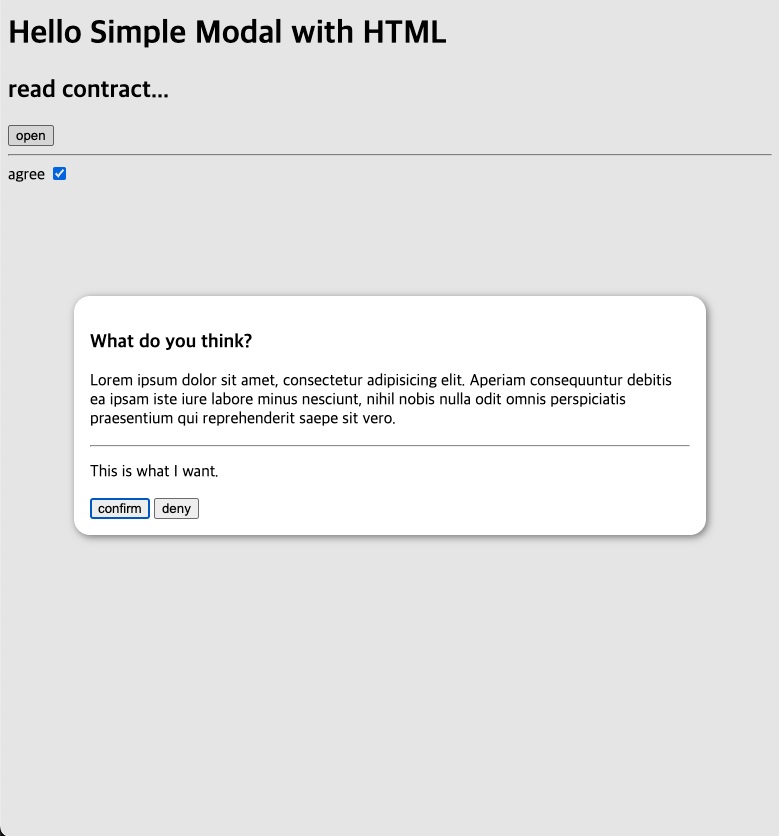 Hello Simple Modal with HTML
read contract...
open
agree
What do you think?
Lorem ipsum dolor sit amet, consectetur adipisicing elit. Aperiam consequuntur debitis
ea ipsam iste iure labore minus nesciunt, nihil nobis nulla odit omnis perspiciatis
praesentium qui reprehenderit saepe sit vero.
This is what I want.
confirm deny